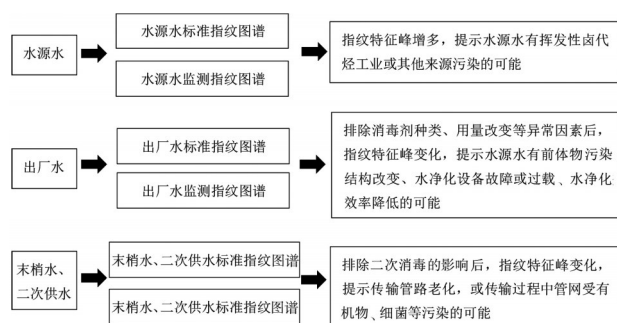 水源水
水源水标准指纹图谱
水源水监测指纹图谱
指纹特征峰增多，提示水源水有挥发性卤代
烃工业或其他来源污染的可能
出厂水
出厂水标准指纹图谱
出厂水监测指纹图谱
排除消毒剂种类、用量改变等异常因素后，
指纹特征峰变化，提示水源水有前体物污染
结构改变、水净化设备故障或过载、水净化
效率降低的可能
末梢水、
二次供水
末梢水、二次供水标准指纹图谱
末梢水、二次供水标准指纹图谱
排除二次消毒的影响后，指纹特征峰变化，
提示传输管路老化，或传输过程中管网受有
机物、细菌等污染的可能